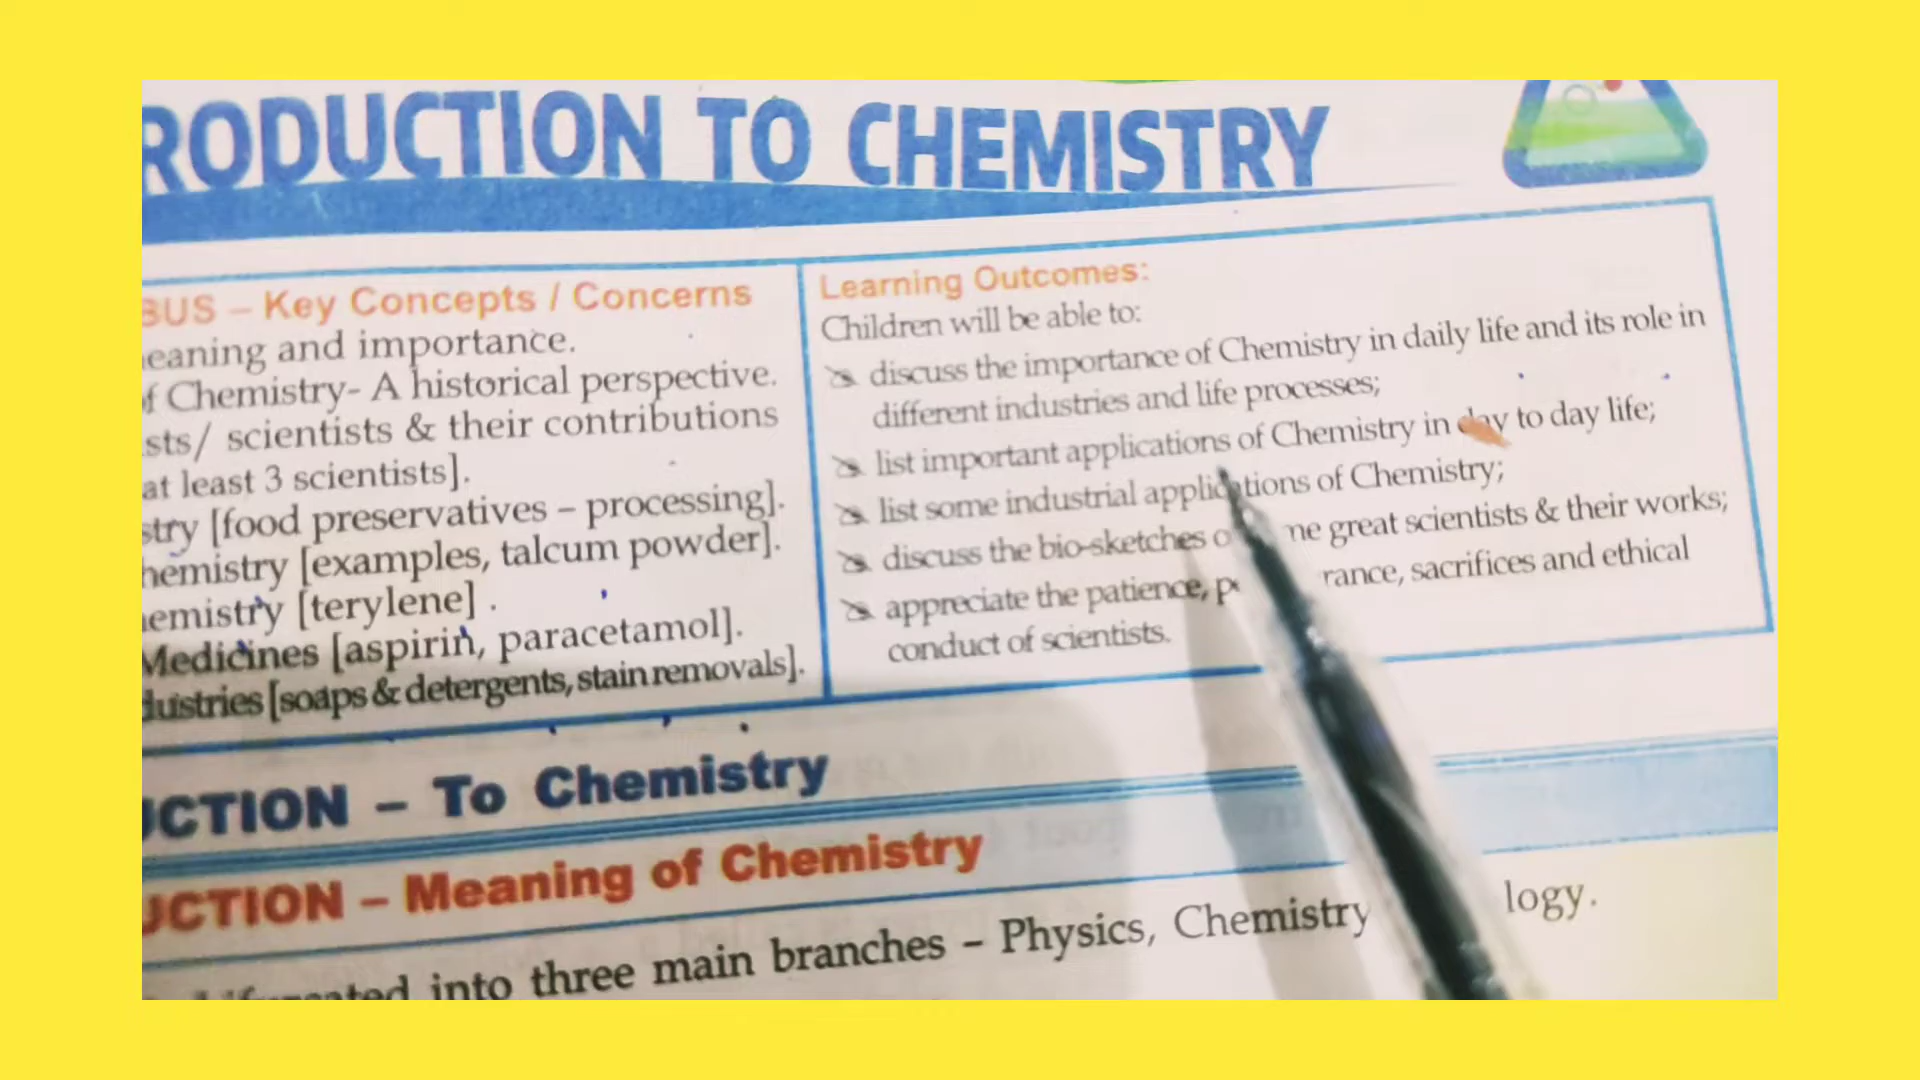 RODUCTION TO CHEMISTRY
BUS – Key Concepts / Concerns
eaning and importance.
f Chemistry- A historical perspective.
sts/ scientists & their contributions
at least 3 scientists].
stry [food preservatives – processing].
hemistry [examples, talcum powder].
emistry [terylene] .
Medicines [aspirin, paracetamol].
dustries [soaps & detergents, stain removals].
Learning Outcomes:
Children will be able to:
discuss the importance of Chemistry in daily life and its role in
different industries and life processes;
list important applications of Chemistry in day to day life;
list some industrial applications of Chemistry;
discuss the bio-sketches o me great scientists & their works;
appreciate the patience, pe rance, sacrifices and ethical
conduct of scientists.
UCTION – To Chemistry
UCTION – Meaning of Chemistry
into three main branches – Physics, Chemistry logy.